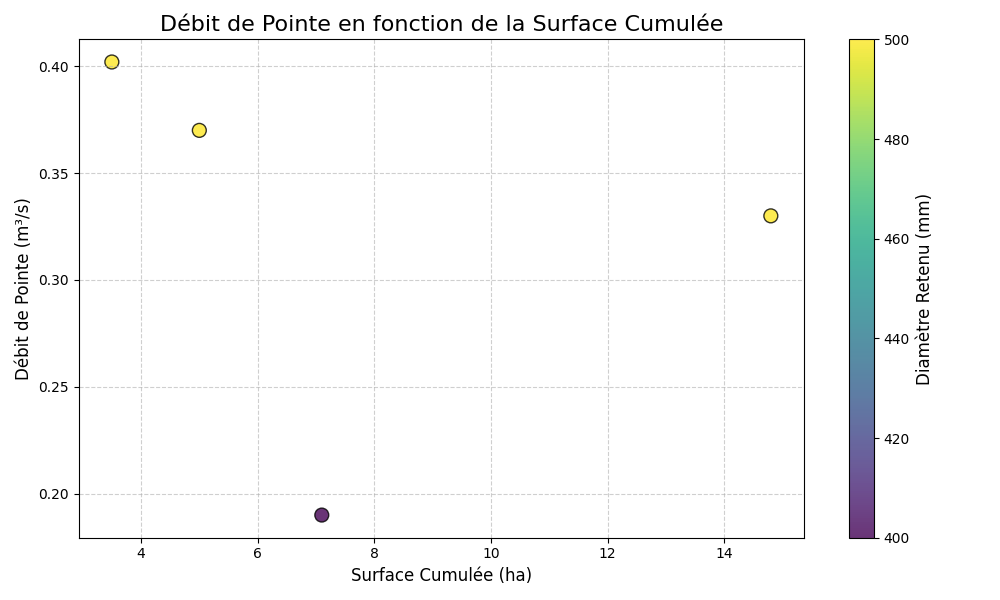 Débit de Pointe en fonction de la Surface Cumulée
0.40
0.35
0.30
0.25
0.20
Débit de Pointe (m³/s)
4 6 8 10 12 14
Surface Cumulée (ha)
500
480
460
440
420
400
Diamètre Retenu (mm)